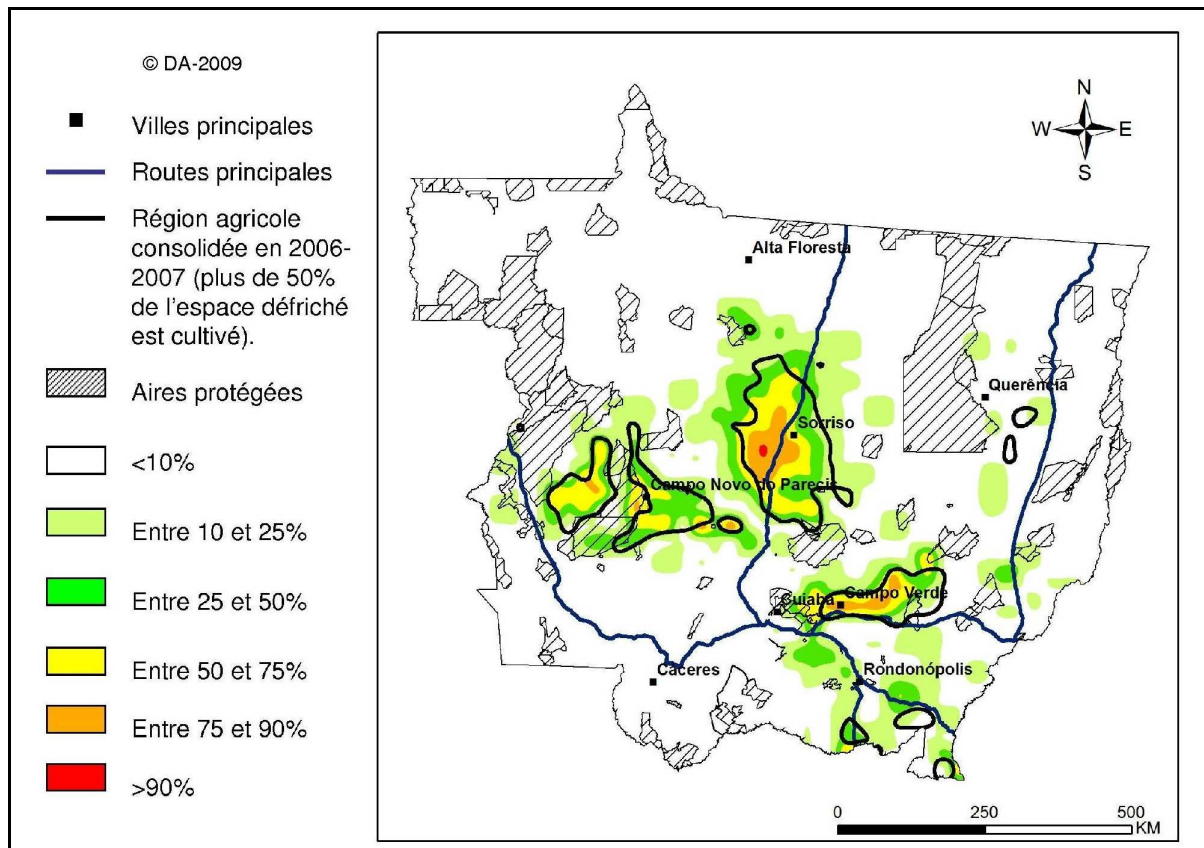 © DA-2009
Villes principales
Routes principales
Région agricole
consolidée en 2006-
2007 (plus de 50%
de l'espace défriché
est cultivé).
Aires protégées
<10%
Entre 10 et 25%
Entre 25 et 50%
Entre 50 et 75%
Entre 75 et 90%
>90%
N
W E
S
Alta Floresta
Querência
Sorriso
Campo Novo do Parecis
Cuiabá
Campo Verde
Cáceres
Rondonópolis
0 250 500
KM